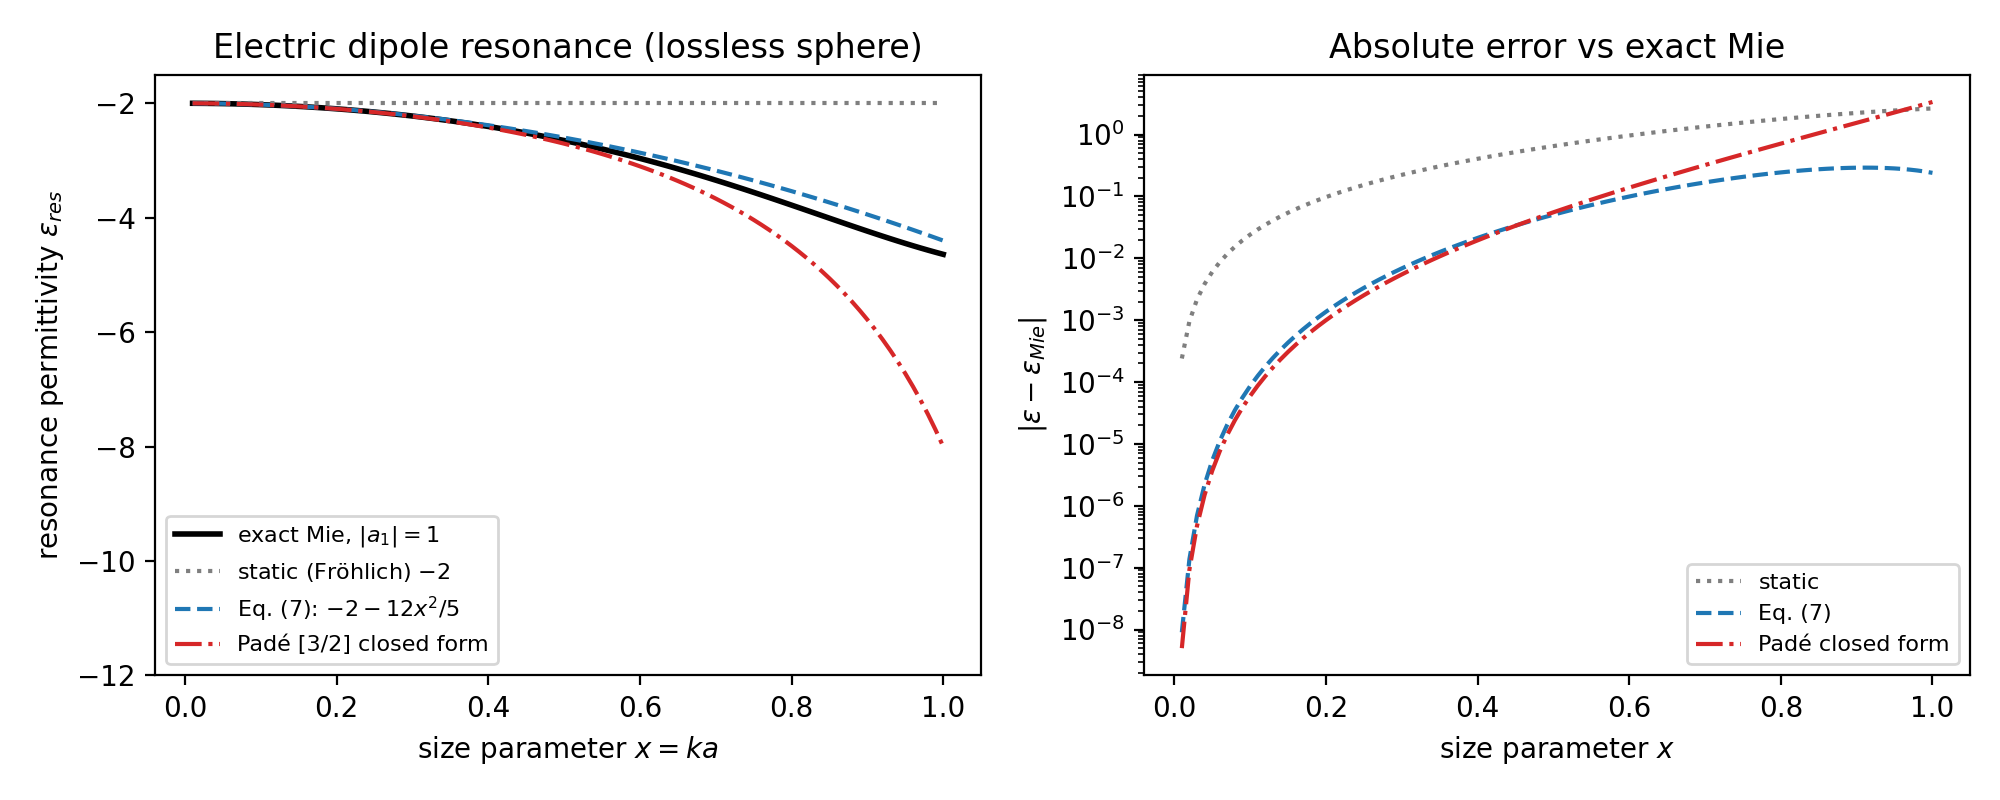 Electric dipole resonance (lossless sphere)
resonance permittivity ε_res
−2
−4
−6
−8
−10
−12
0.0 0.2 0.4 0.6 0.8 1.0
size parameter x = ka
exact Mie, |a₁| = 1
static (Fröhlich) −2
Eq. (7): −2 − 12x²/5
Padé [3/2] closed form
Absolute error vs exact Mie
|ε − ε_Mie|
10⁰
10⁻¹
10⁻²
10⁻³
10⁻⁴
10⁻⁵
10⁻⁶
10⁻⁷
10⁻⁸
0.0 0.2 0.4 0.6 0.8 1.0
size parameter x
static
Eq. (7)
Padé closed form